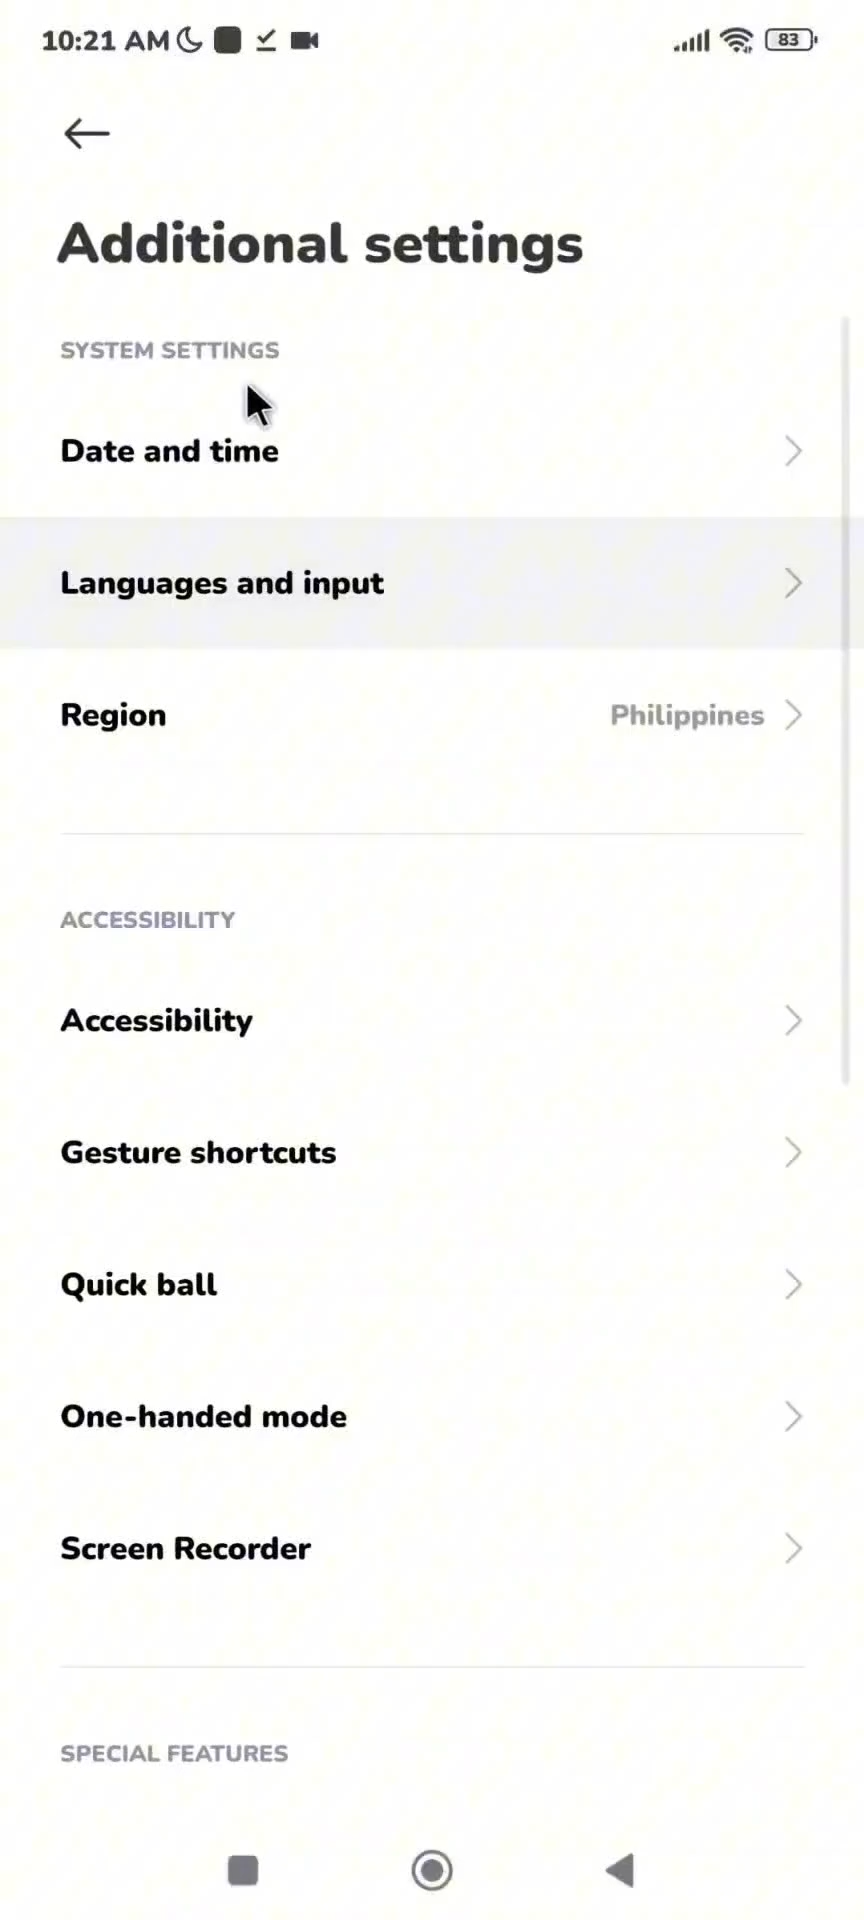 10:21 AM 83
Additional settings
SYSTEM SETTINGS
Date and time
Languages and input
Region Philippines
ACCESSIBILITY
Accessibility
Gesture shortcuts
Quick ball
One-handed mode
Screen Recorder
SPECIAL FEATURES